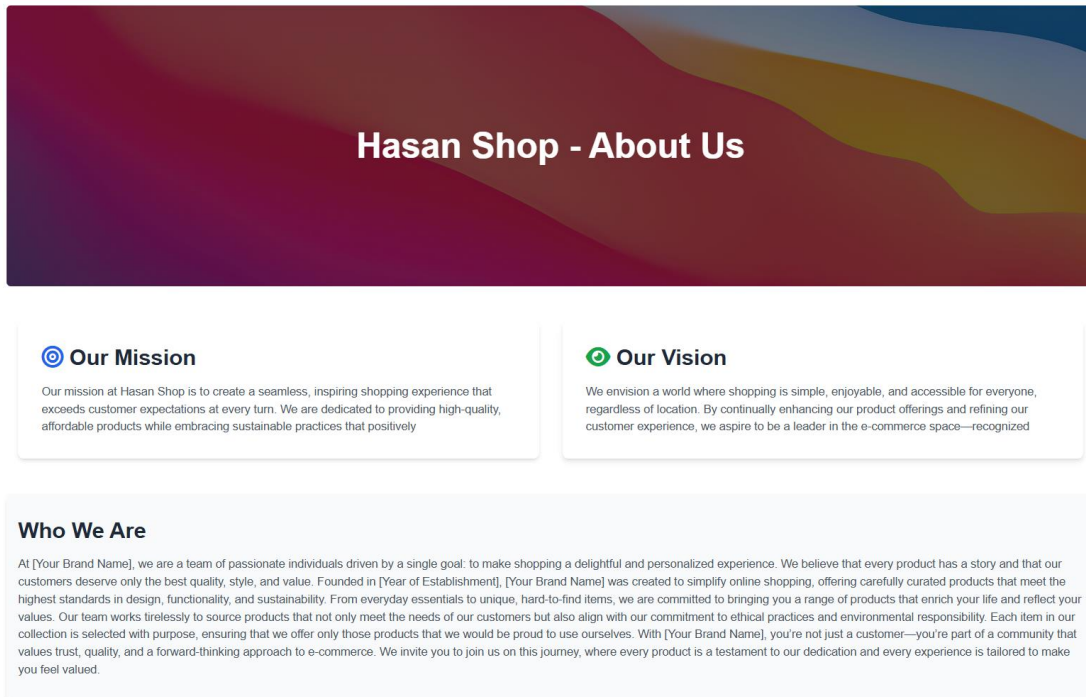 Hasan Shop - About Us
Our Mission
Our mission at Hasan Shop is to create a seamless, inspiring shopping experience that
exceeds customer expectations at every turn. We are dedicated to providing high-quality,
affordable products while embracing sustainable practices that positively
Our Vision
We envision a world where shopping is simple, enjoyable, and accessible for everyone,
regardless of location. By continually enhancing our product offerings and refining our
customer experience, we aspire to be a leader in the e-commerce space—recognized
Who We Are
At [Your Brand Name], we are a team of passionate individuals driven by a single goal: to make shopping a delightful and personalized experience. We believe that every product has a story and that our
customers deserve only the best quality, style, and value. Founded in [Year of Establishment], [Your Brand Name] was created to simplify online shopping, offering carefully curated products that meet the
highest standards in design, functionality, and sustainability. From everyday essentials to unique, hard-to-find items, we are committed to bringing you a range of products that enrich your life and reflect your
values. Our team works tirelessly to source products that not only meet the needs of our customers but also align with our commitment to ethical practices and environmental responsibility. Each item in our
collection is selected with purpose, ensuring that we offer only those products that we would be proud to use ourselves. With [Your Brand Name], you're not just a customer—you're part of a community that
values trust, quality, and a forward-thinking approach to e-commerce. We invite you to join us on this journey, where every product is a testament to our dedication and every experience is tailored to make
you feel valued.